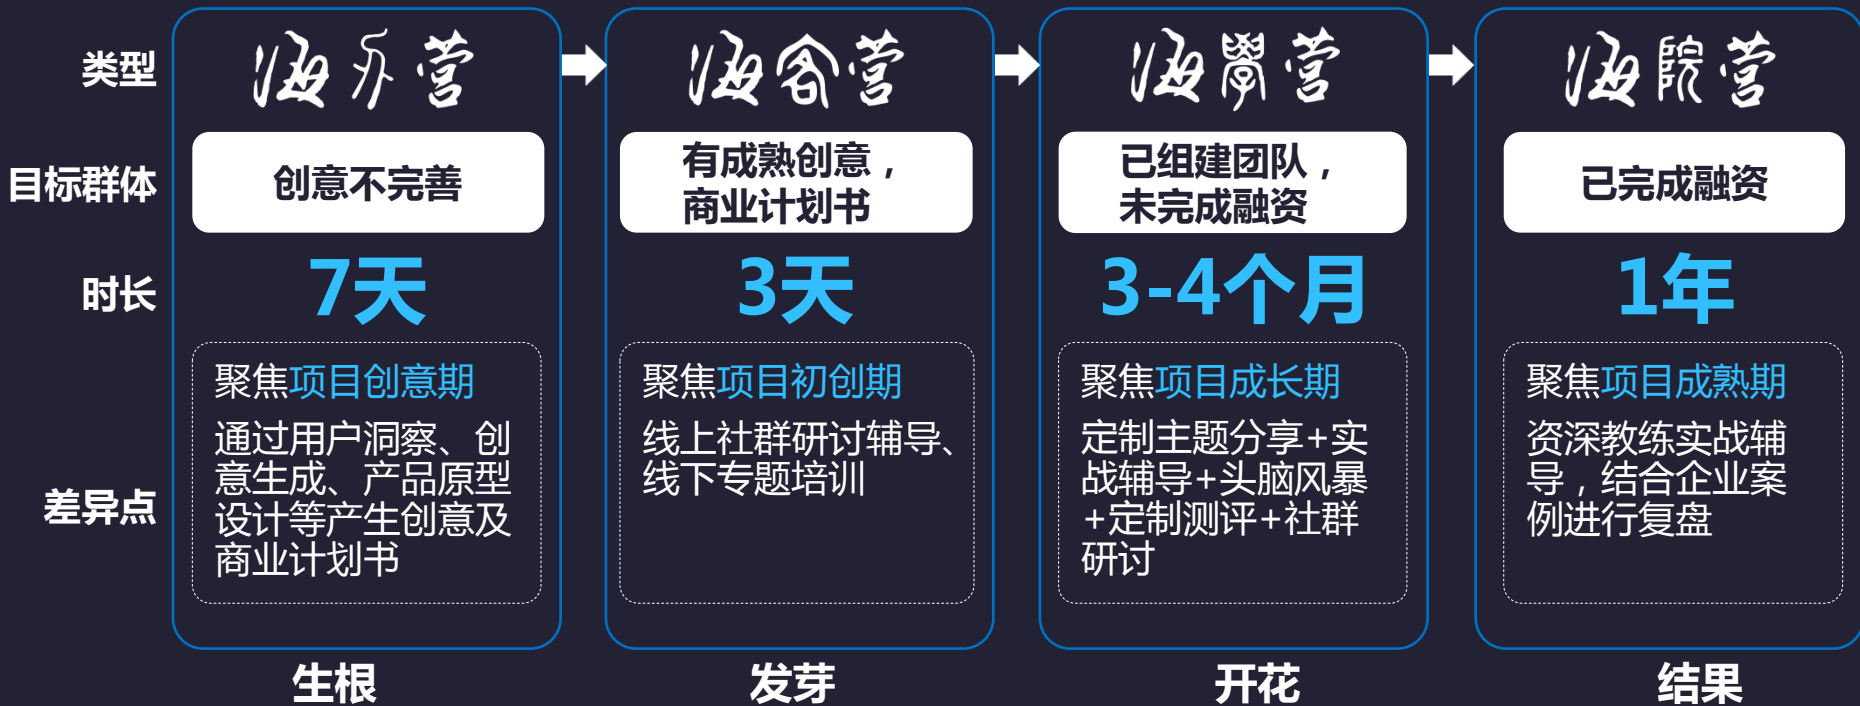 类型
海 营
海客营
海學营
海院营
目标群体
创意不完善
有成熟创意，
商业计划书
已组建团队，
未完成融资
已完成融资
时长
7天
3天
3-4个月
1年
差异点
聚焦项目创意期
通过用户洞察、创
意生成、产品原型
设计等产生创意及
商业计划书
聚焦项目初创期
线上社群研讨辅导、
线下专题培训
聚焦项目成长期
定制主题分享+实
战辅导+头脑风暴
+定制测评+社群
研讨
聚焦项目成熟期
资深教练实战辅
导，结合企业案
例进行复盘
生根
发芽
开花
结果